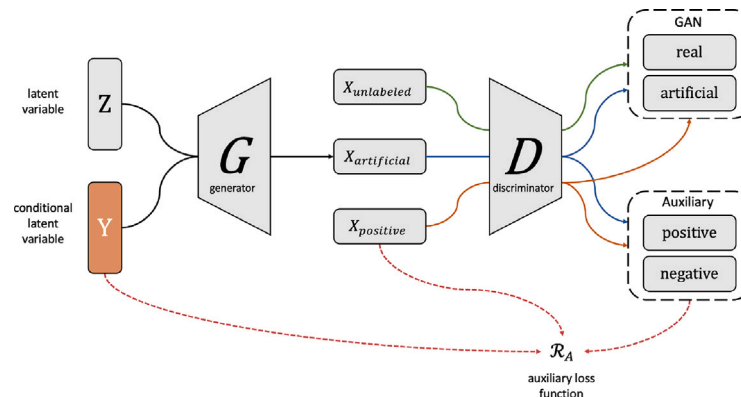 latent
variable
Z
conditional
latent
variable
Y
G
generator
X_unlabeled
X_artificial
X_positive
D
discriminator
GAN
real
artificial
Auxiliary
positive
negative
ℛ_A
auxiliary loss
function